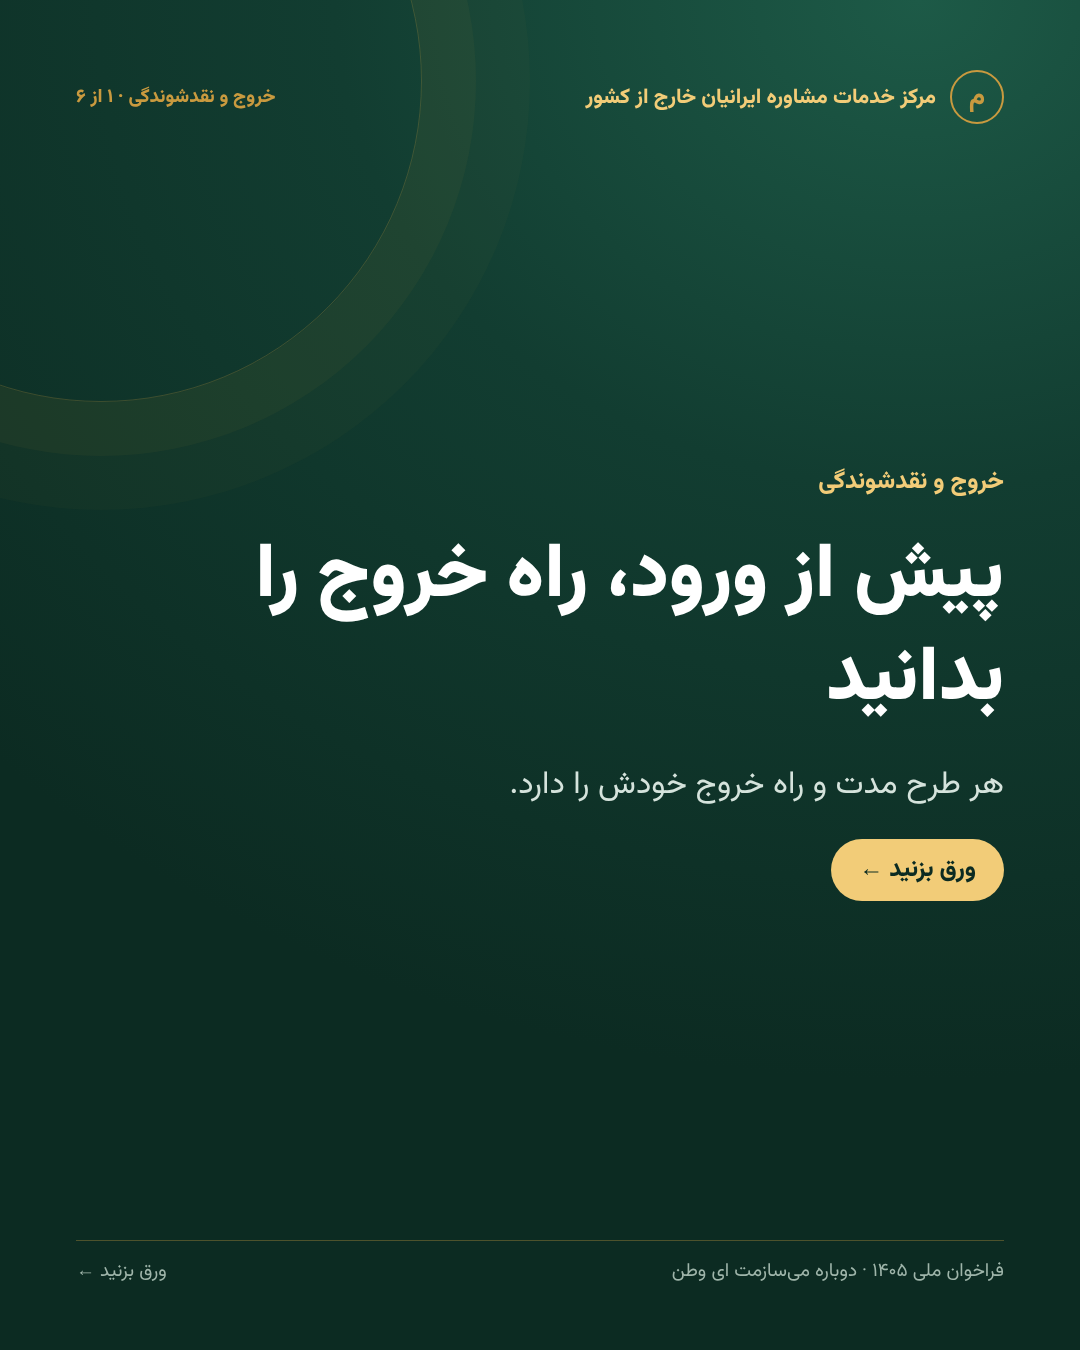 م
مرکز خدمات مشاوره ایرانیان خارج از کشور
خروج و نقدشوندگی · ۱ از ۶
خروج و نقدشوندگی
پیش از ورود، راه خروج را
بدانید
هر طرح مدت و راه خروج خودش را دارد.
ورق بزنید ←
فراخوان ملی ۱۴۰۵ · دوباره می‌سازمت ای وطن
ورق بزنید ←